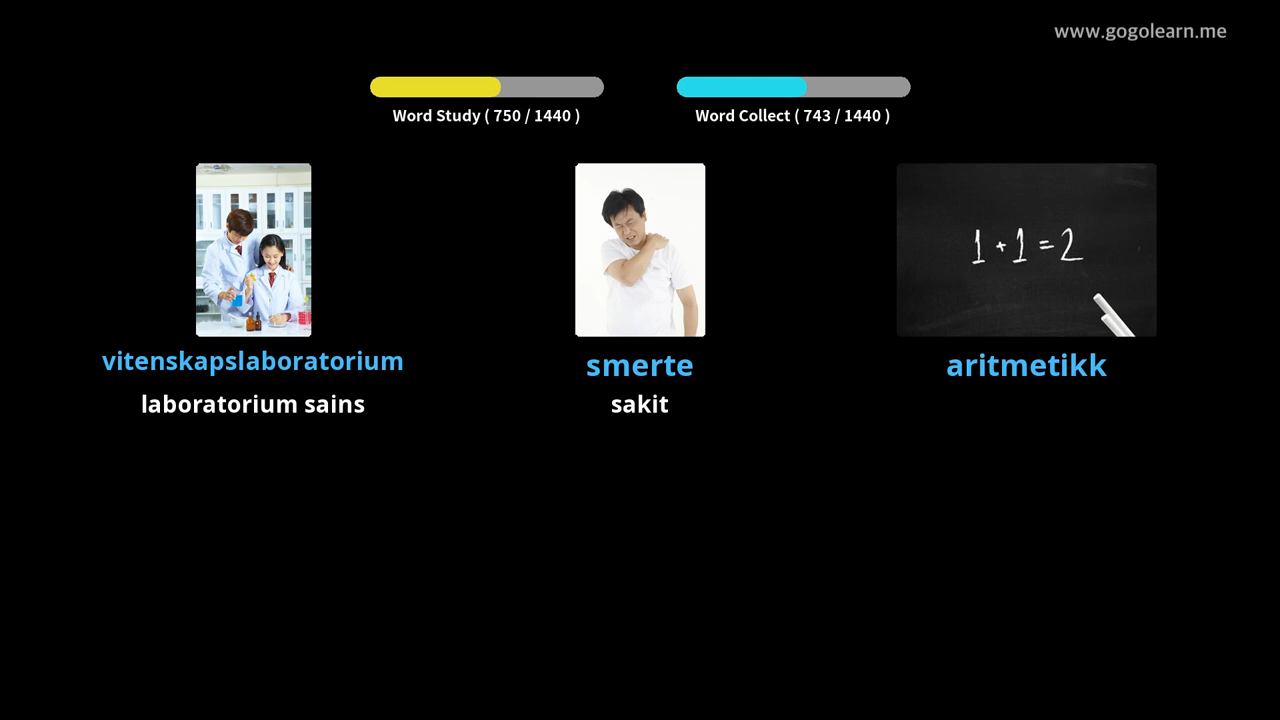 www.gogolearn.me
Word Study ( 750 / 1440 )
Word Collect ( 743 / 1440 )
1 + 1 = 2
vitenskapslaboratorium
smerte
aritmetikk
laboratorium sains
sakit